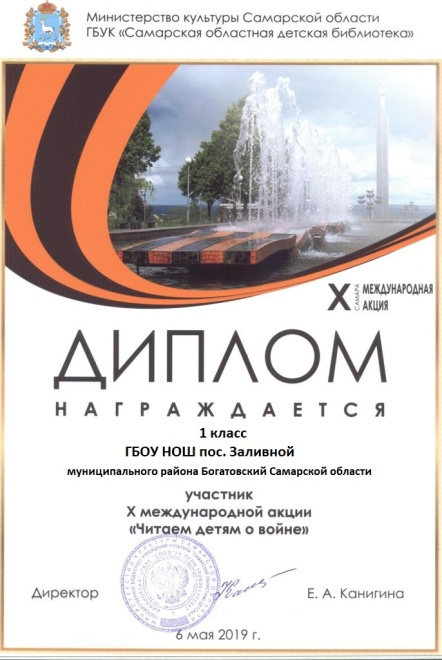 Министерство культуры Самарской области
ГБУК «Самарская областная детская библиотека»
X САМАРА МЕЖДУНАРОДНАЯ
АКЦИЯ
ДИПЛОМ
НАГРАЖДАЕТСЯ
1 класс
ГБОУ НОШ пос. Заливной
муниципального района Богатовский Самарской области
участник
X международной акции
«Читаем детям о войне»
Директор
Е. А. Канигина
6 мая 2019 г.